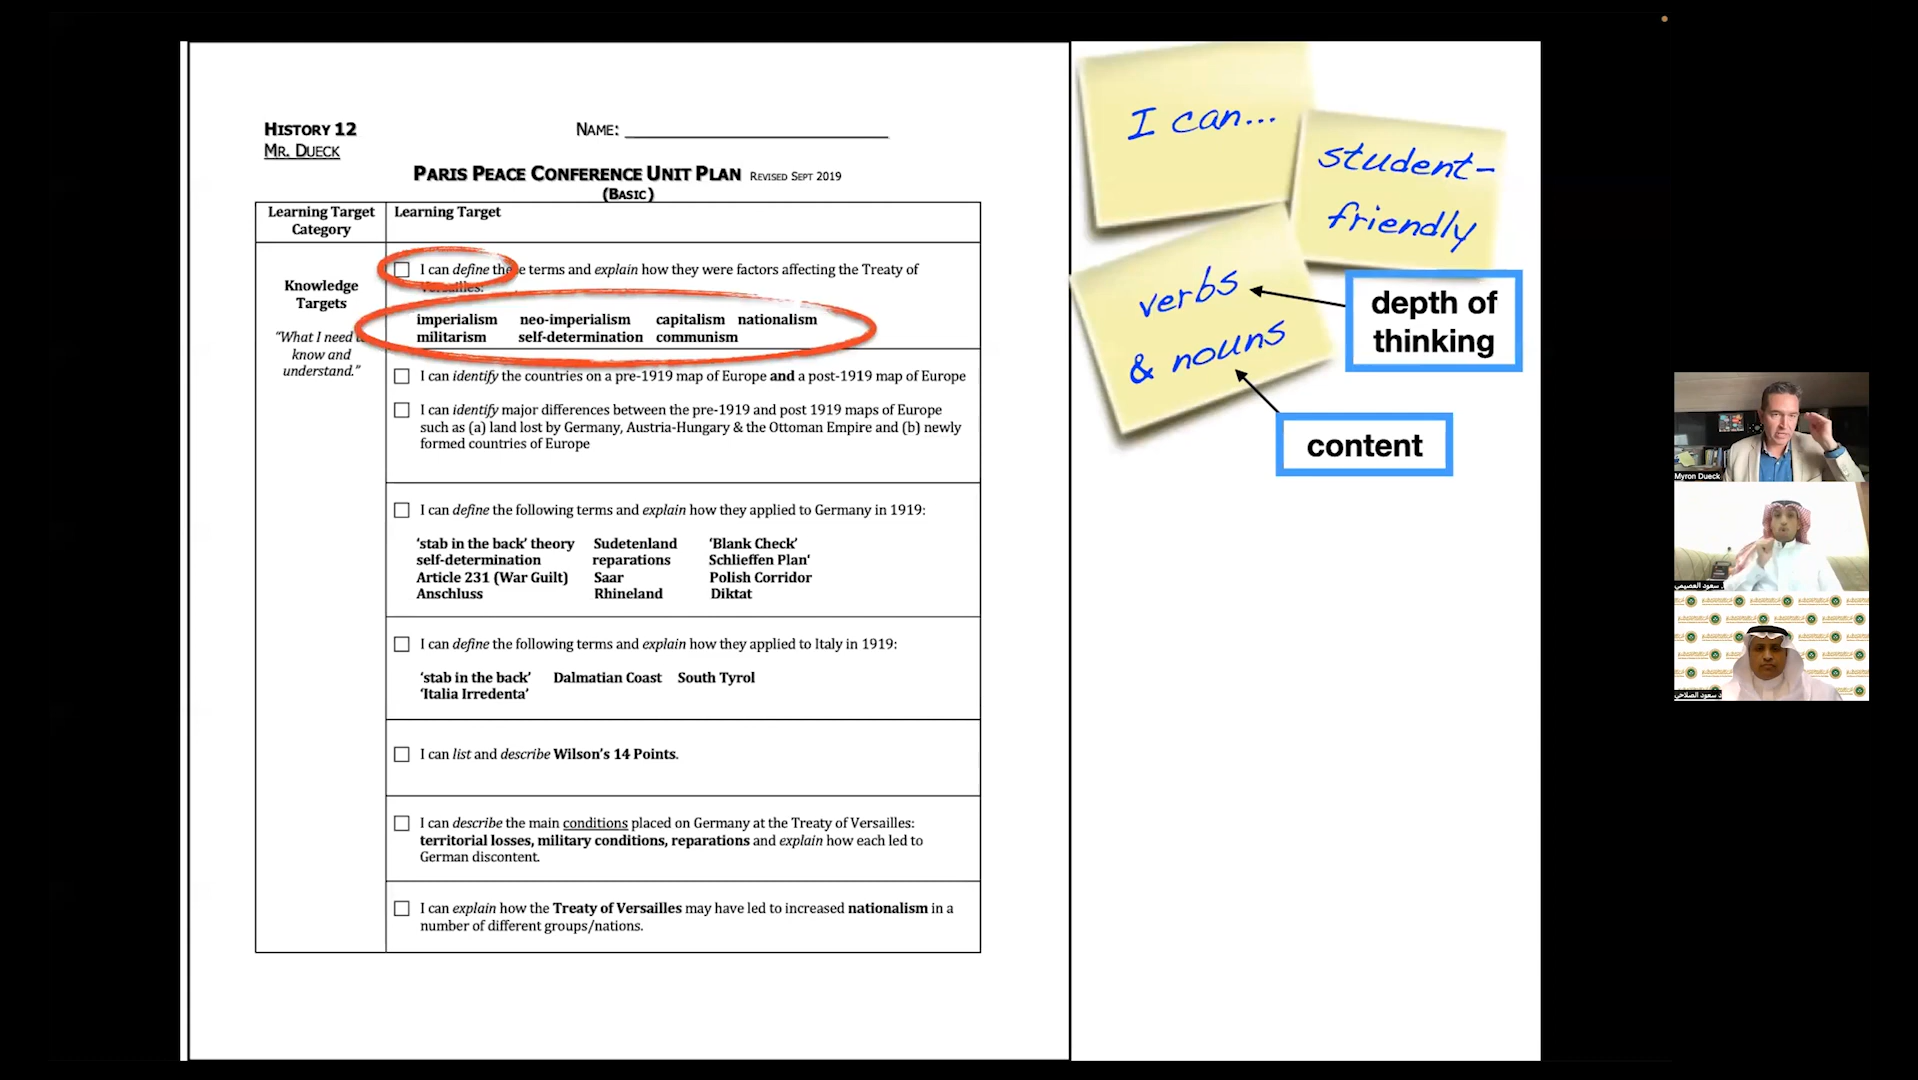 HISTORY 12
NAME:
MR. DUECK
PARIS PEACE CONFERENCE UNIT PLAN REVISED SEPT 2019
(BASIC)
Learning Target Category
Learning Target
Knowledge
Targets
"What I need to
know and
understand."
I can define these terms and explain how they were factors affecting the Treaty of
Versailles:
imperialism neo-imperialism capitalism nationalism
militarism self-determination communism
I can identify the countries on a pre-1919 map of Europe and a post-1919 map of Europe
I can identify major differences between the pre-1919 and post 1919 maps of Europe
such as (a) land lost by Germany, Austria-Hungary & the Ottoman Empire and (b) newly
formed countries of Europe
I can define the following terms and explain how they applied to Germany in 1919:
'stab in the back' theory Sudetenland 'Blank Check'
self-determination reparations Schlieffen Plan'
Article 231 (War Guilt) Saar Polish Corridor
Anschluss Rhineland Diktat
I can define the following terms and explain how they applied to Italy in 1919:
'stab in the back' Dalmatian Coast South Tyrol
'Italia Irredenta'
I can list and describe Wilson's 14 Points.
I can describe the main conditions placed on Germany at the Treaty of Versailles:
territorial losses, military conditions, reparations and explain how each led to
German discontent.
I can explain how the Treaty of Versailles may have led to increased nationalism in a
number of different groups/nations.
I can...
student-
friendly
verbs
& nouns
depth of
thinking
content
Myron Dueck
سعود العصيمي
د سعود الصلاحي